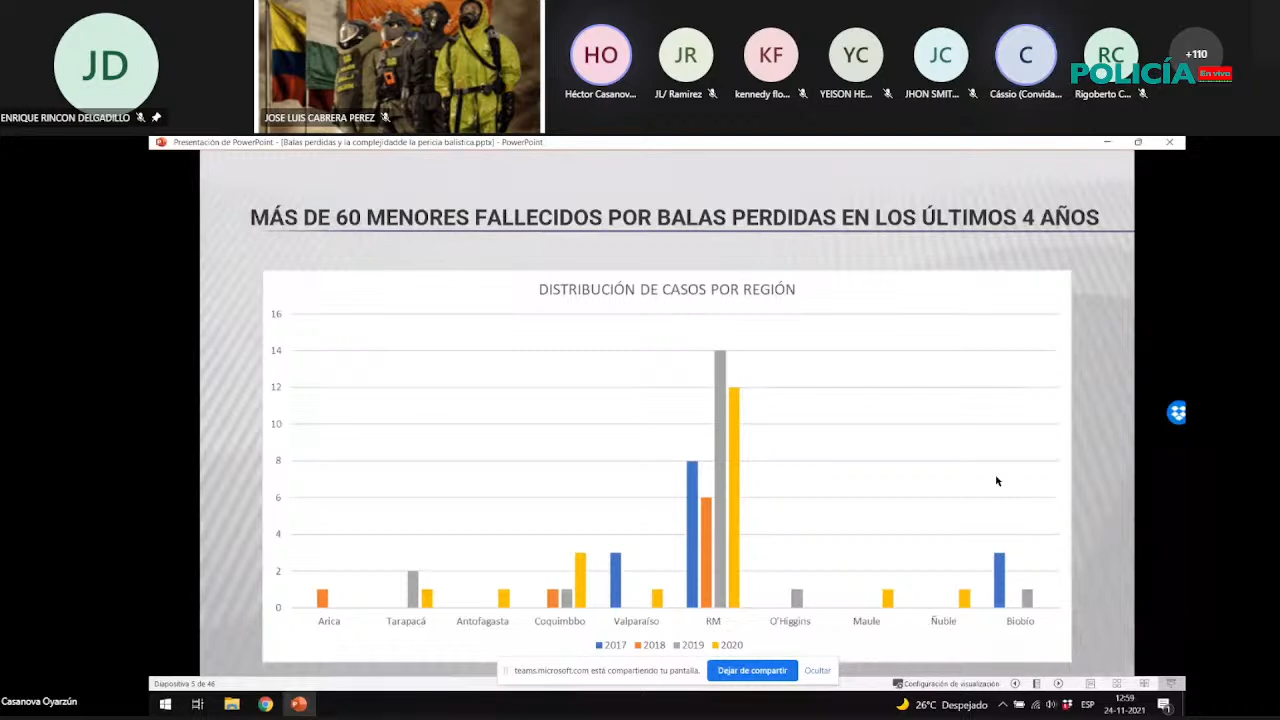 JD
ENRIQUE RINCON DELGADILLO
JOSE LUIS CABRERA PEREZ
HO
JR
KF
YC
JC
C
RC
+110
Héctor Casanov...
JL/ Ramirez
kennedy flo...
YEISON HE...
JHON SMIT...
Cássio (Convida...
Rigoberto C...
POLICÍA En vivo
Presentación de PowerPoint - [Balas perdidas y la complejidadde la pericia balistica.pptx] - PowerPoint
MÁS DE 60 MENORES FALLECIDOS POR BALAS PERDIDAS EN LOS ÚLTIMOS 4 AÑOS
DISTRIBUCIÓN DE CASOS POR REGIÓN
16
14
12
10
8
6
4
2
0
Arica Tarapacá Antofagasta Coquimbbo Valparaíso RM O'Higgins Maule Ñuble Biobío
2017 2018 2019 2020
teams.microsoft.com está compartiendo tu pantalla. Dejar de compartir Ocultar
Diapositiva 5 de 46
Configuración de visualización
Casanova Oyarzún
26°C Despejado
ESP
12:59
24-11-2021
1